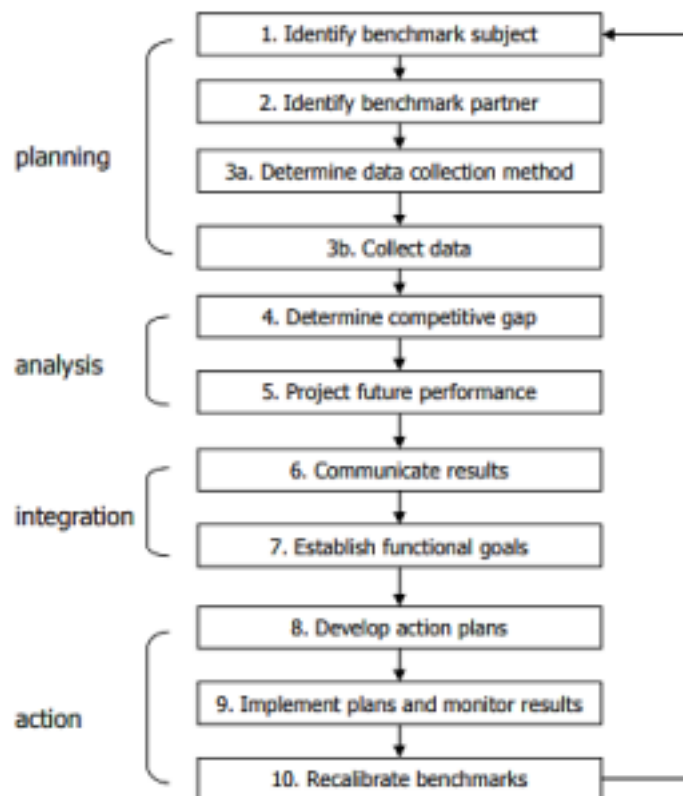 1. Identify benchmark subject
2. Identify benchmark partner
planning
3a. Determine data collection method
3b. Collect data
4. Determine competitive gap
analysis
5. Project future performance
6. Communicate results
integration
7. Establish functional goals
8. Develop action plans
action
9. Implement plans and monitor results
10. Recalibrate benchmarks